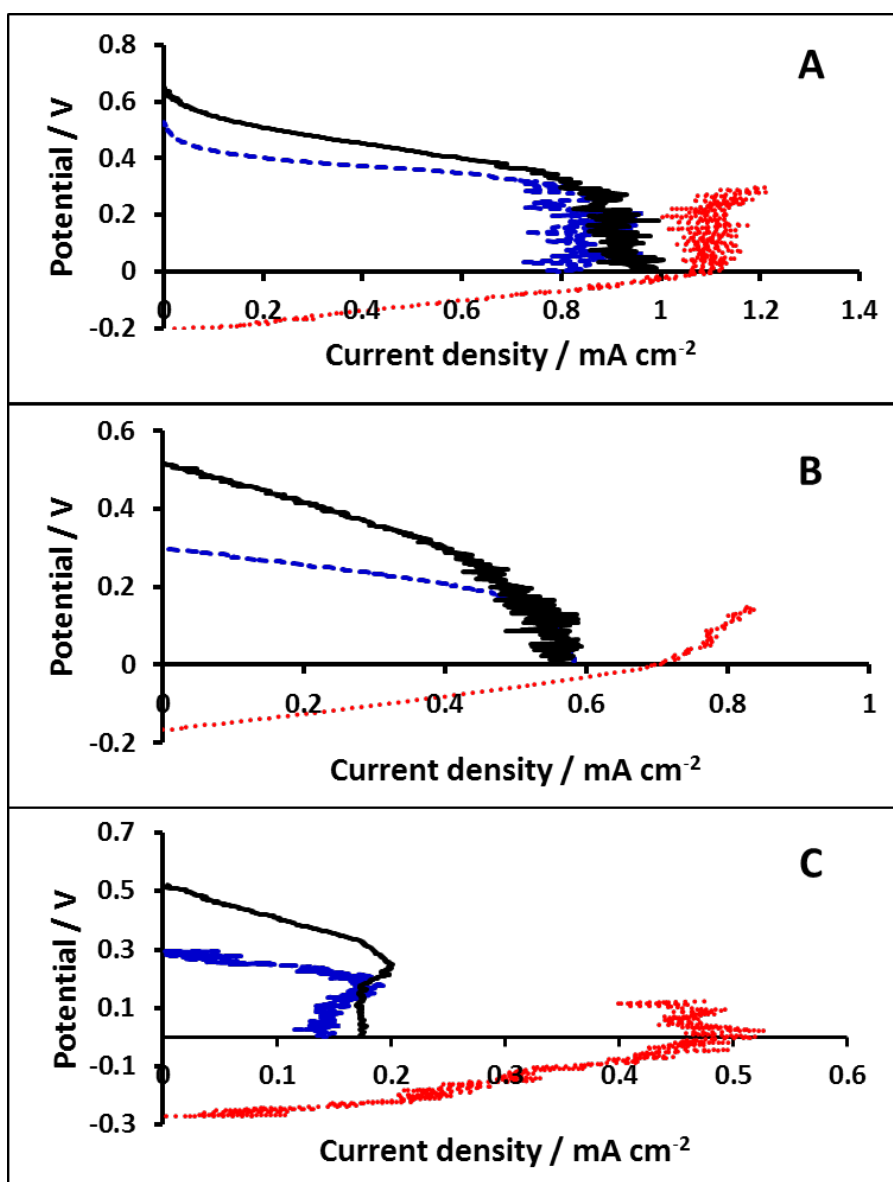 A
0.8
0.6
0.4
0.2
0
-0.2
Potential / V
0 0.2 0.4 0.6 0.8 1 1.2 1.4
Current density / mA cm-2
B
0.6
0.4
0.2
0
-0.2
Potential / V
0 0.2 0.4 0.6 0.8 1
Current density / mA cm-2
C
0.7
0.5
0.3
0.1
-0.1
-0.3
Potential / V
0 0.1 0.2 0.3 0.4 0.5 0.6
Current density / mA cm-2